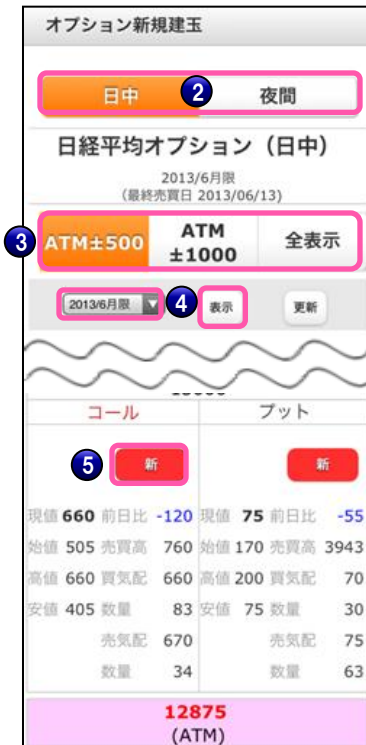 オプション新規建玉
日中 2 夜間
日経平均オプション（日中）
2013/6月限
(最終売買日 2013/06/13)
3 ATM±500 ATM ±1000 全表示
2013/6月限 4 表示 更新
コール プット
5 新 新
現値 660 前日比 -120 現値 75 前日比 -55
始値 505 売買高 760 始値 170 売買高 3943
高値 660 買気配 660 高値 200 買気配 70
安値 405 数量 83 安値 75 数量 30
売気配 670 売気配 75
数量 34 数量 63
12875
(ATM)